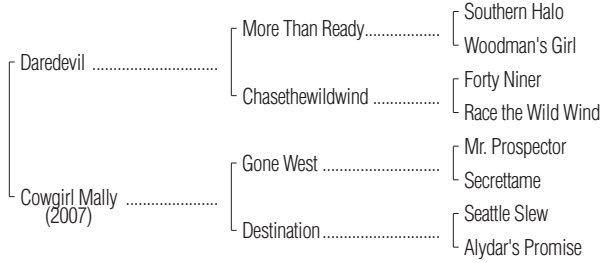 Southern Halo
More Than Ready..................
Woodman's Girl
Daredevil ..............................
Forty Niner
Chasethewildwind ................
Race the Wild Wind
Mr. Prospector
Gone West ............................
Secrettame
Cowgirl Mally ......................
(2007)
Seattle Slew
Destination............................
Alydar's Promise